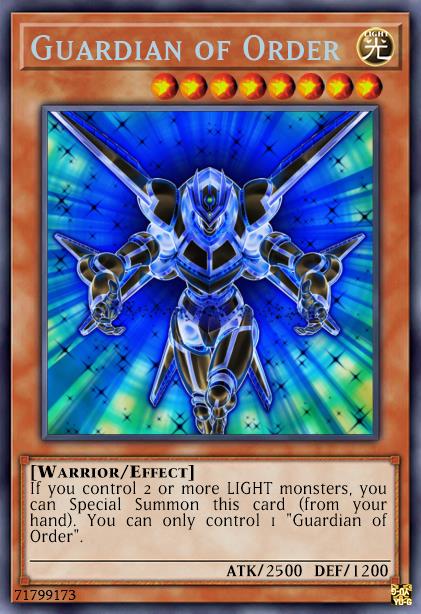 GUARDIAN OF ORDER
LIGHT
光
[WARRIOR/EFFECT]
If you control 2 or more LIGHT monsters, you
can Special Summon this card (from your
hand). You can only control 1 "Guardian of
Order".
ATK/2500 DEF/1200
71799173